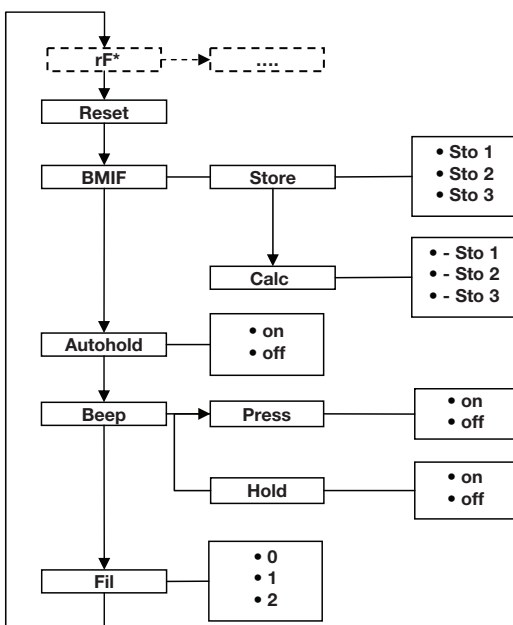 rF*
....
Reset
BMIF
Store
• Sto 1
• Sto 2
• Sto 3
Calc
• - Sto 1
• - Sto 2
• - Sto 3
Autohold
• on
• off
Beep
Press
• on
• off
Hold
• on
• off
Fil
• 0
• 1
• 2